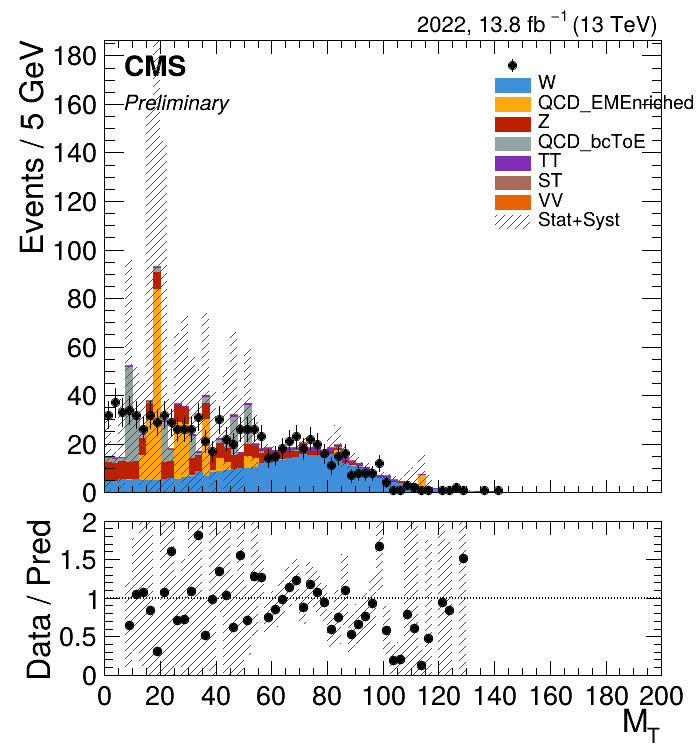 2022, 13.8 fb⁻¹ (13 TeV)
CMS
Preliminary
Events / 5 GeV
180
160
140
120
100
80
60
40
20
0
W
QCD_EMEnriched
Z
QCD_bcToE
TT
ST
VV
Stat+Syst
Data / Pred
2
1.5
1
0.5
0
0 20 40 60 80 100 120 140 160 180 200
M_T